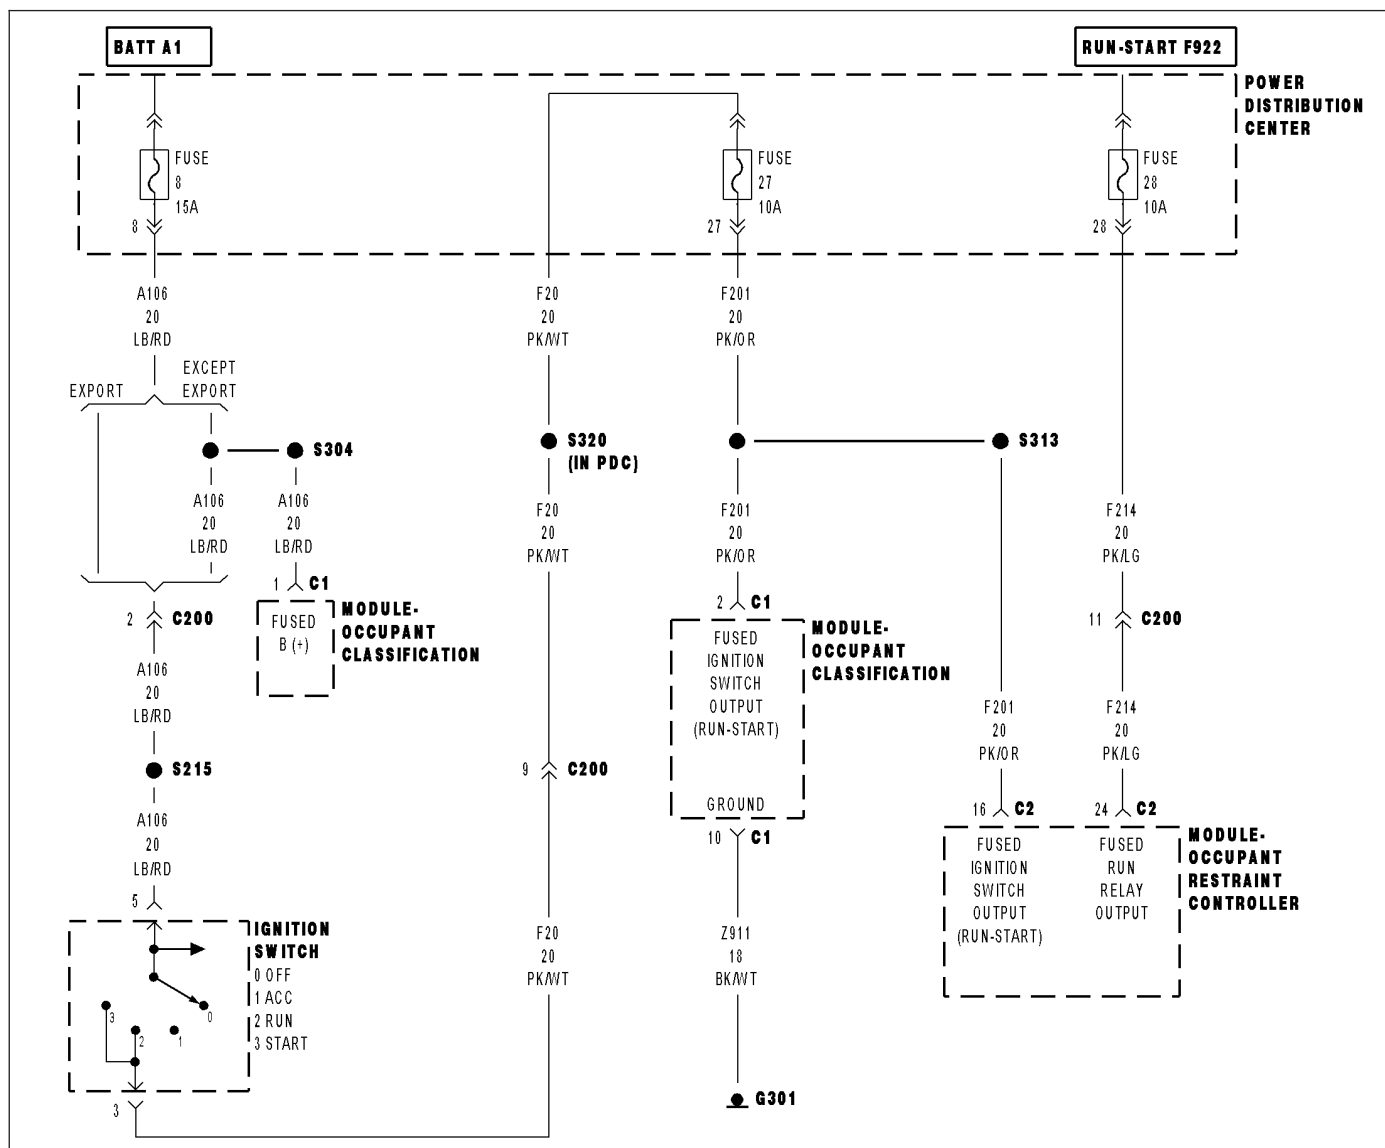 BATT A1
RUN-START F922
POWER
DISTRIBUTION
CENTER
FUSE
8
15A
8
FUSE
27
10A
27
FUSE
28
10A
28
A106
20
LB/RD
F20
20
PK/WT
F201
20
PK/OR
EXPORT
EXCEPT
EXPORT
S304
S320
(IN PDC)
S313
A106
20
LB/RD
A106
20
LB/RD
F20
20
PK/WT
F201
20
PK/OR
F214
20
PK/LG
1
C1
FUSED
B (+)
MODULE-
OCCUPANT
CLASSIFICATION
2
C200
2
C1
FUSED
IGNITION
SWITCH
OUTPUT
(RUN-START)
GROUND
MODULE-
OCCUPANT
CLASSIFICATION
11
C200
A106
20
LB/RD
F201
20
PK/OR
F214
20
PK/LG
S215
9
C200
A106
20
LB/RD
10
C1
16
C2
24
C2
FUSED
IGNITION
SWITCH
OUTPUT
(RUN-START)
FUSED
RUN
RELAY
OUTPUT
MODULE-
OCCUPANT
RESTRAINT
CONTROLLER
5
IGNITION
SWITCH
0 OFF
1 ACC
2 RUN
3 START
3
2
1
0
F20
20
PK/WT
Z911
18
BK/WT
3
G301